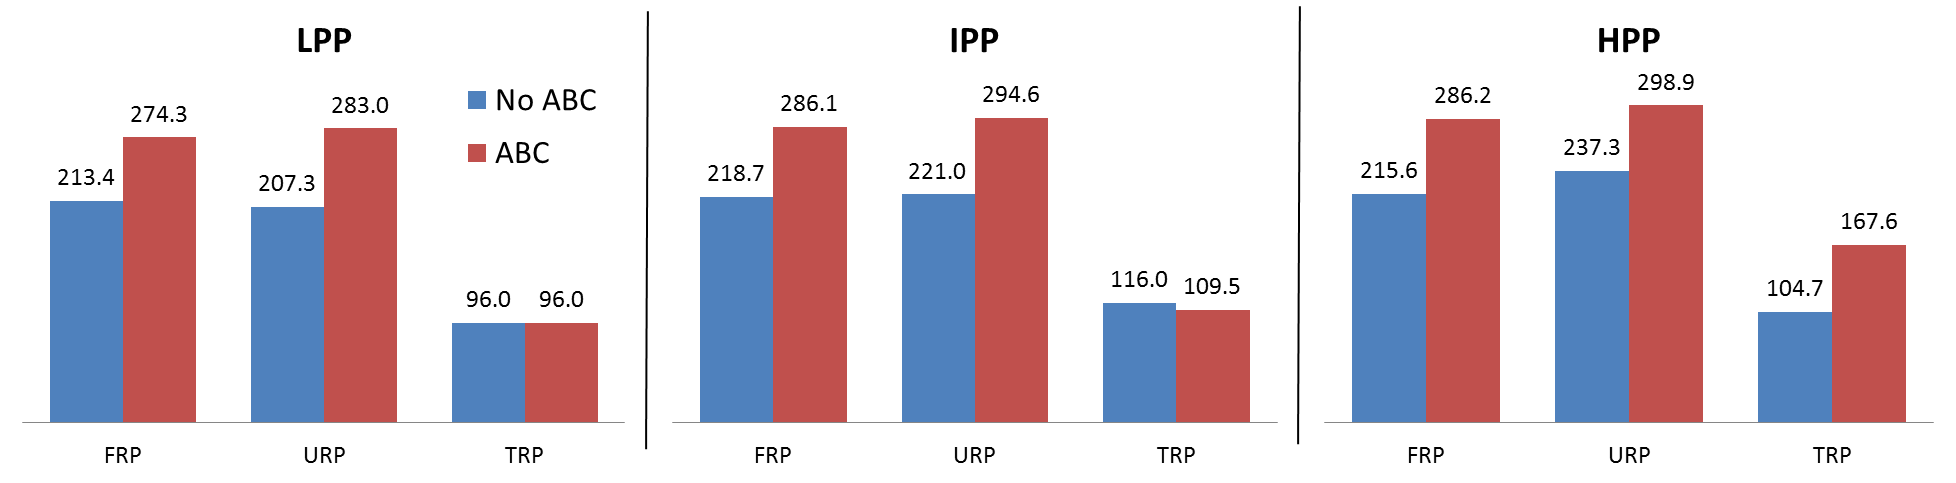 LPP
No ABC
ABC
274.3
283.0
213.4
207.3
96.0
96.0
FRP
URP
TRP
IPP
286.1
294.6
218.7
221.0
116.0
109.5
FRP
URP
TRP
HPP
286.2
298.9
215.6
237.3
167.6
104.7
FRP
URP
TRP